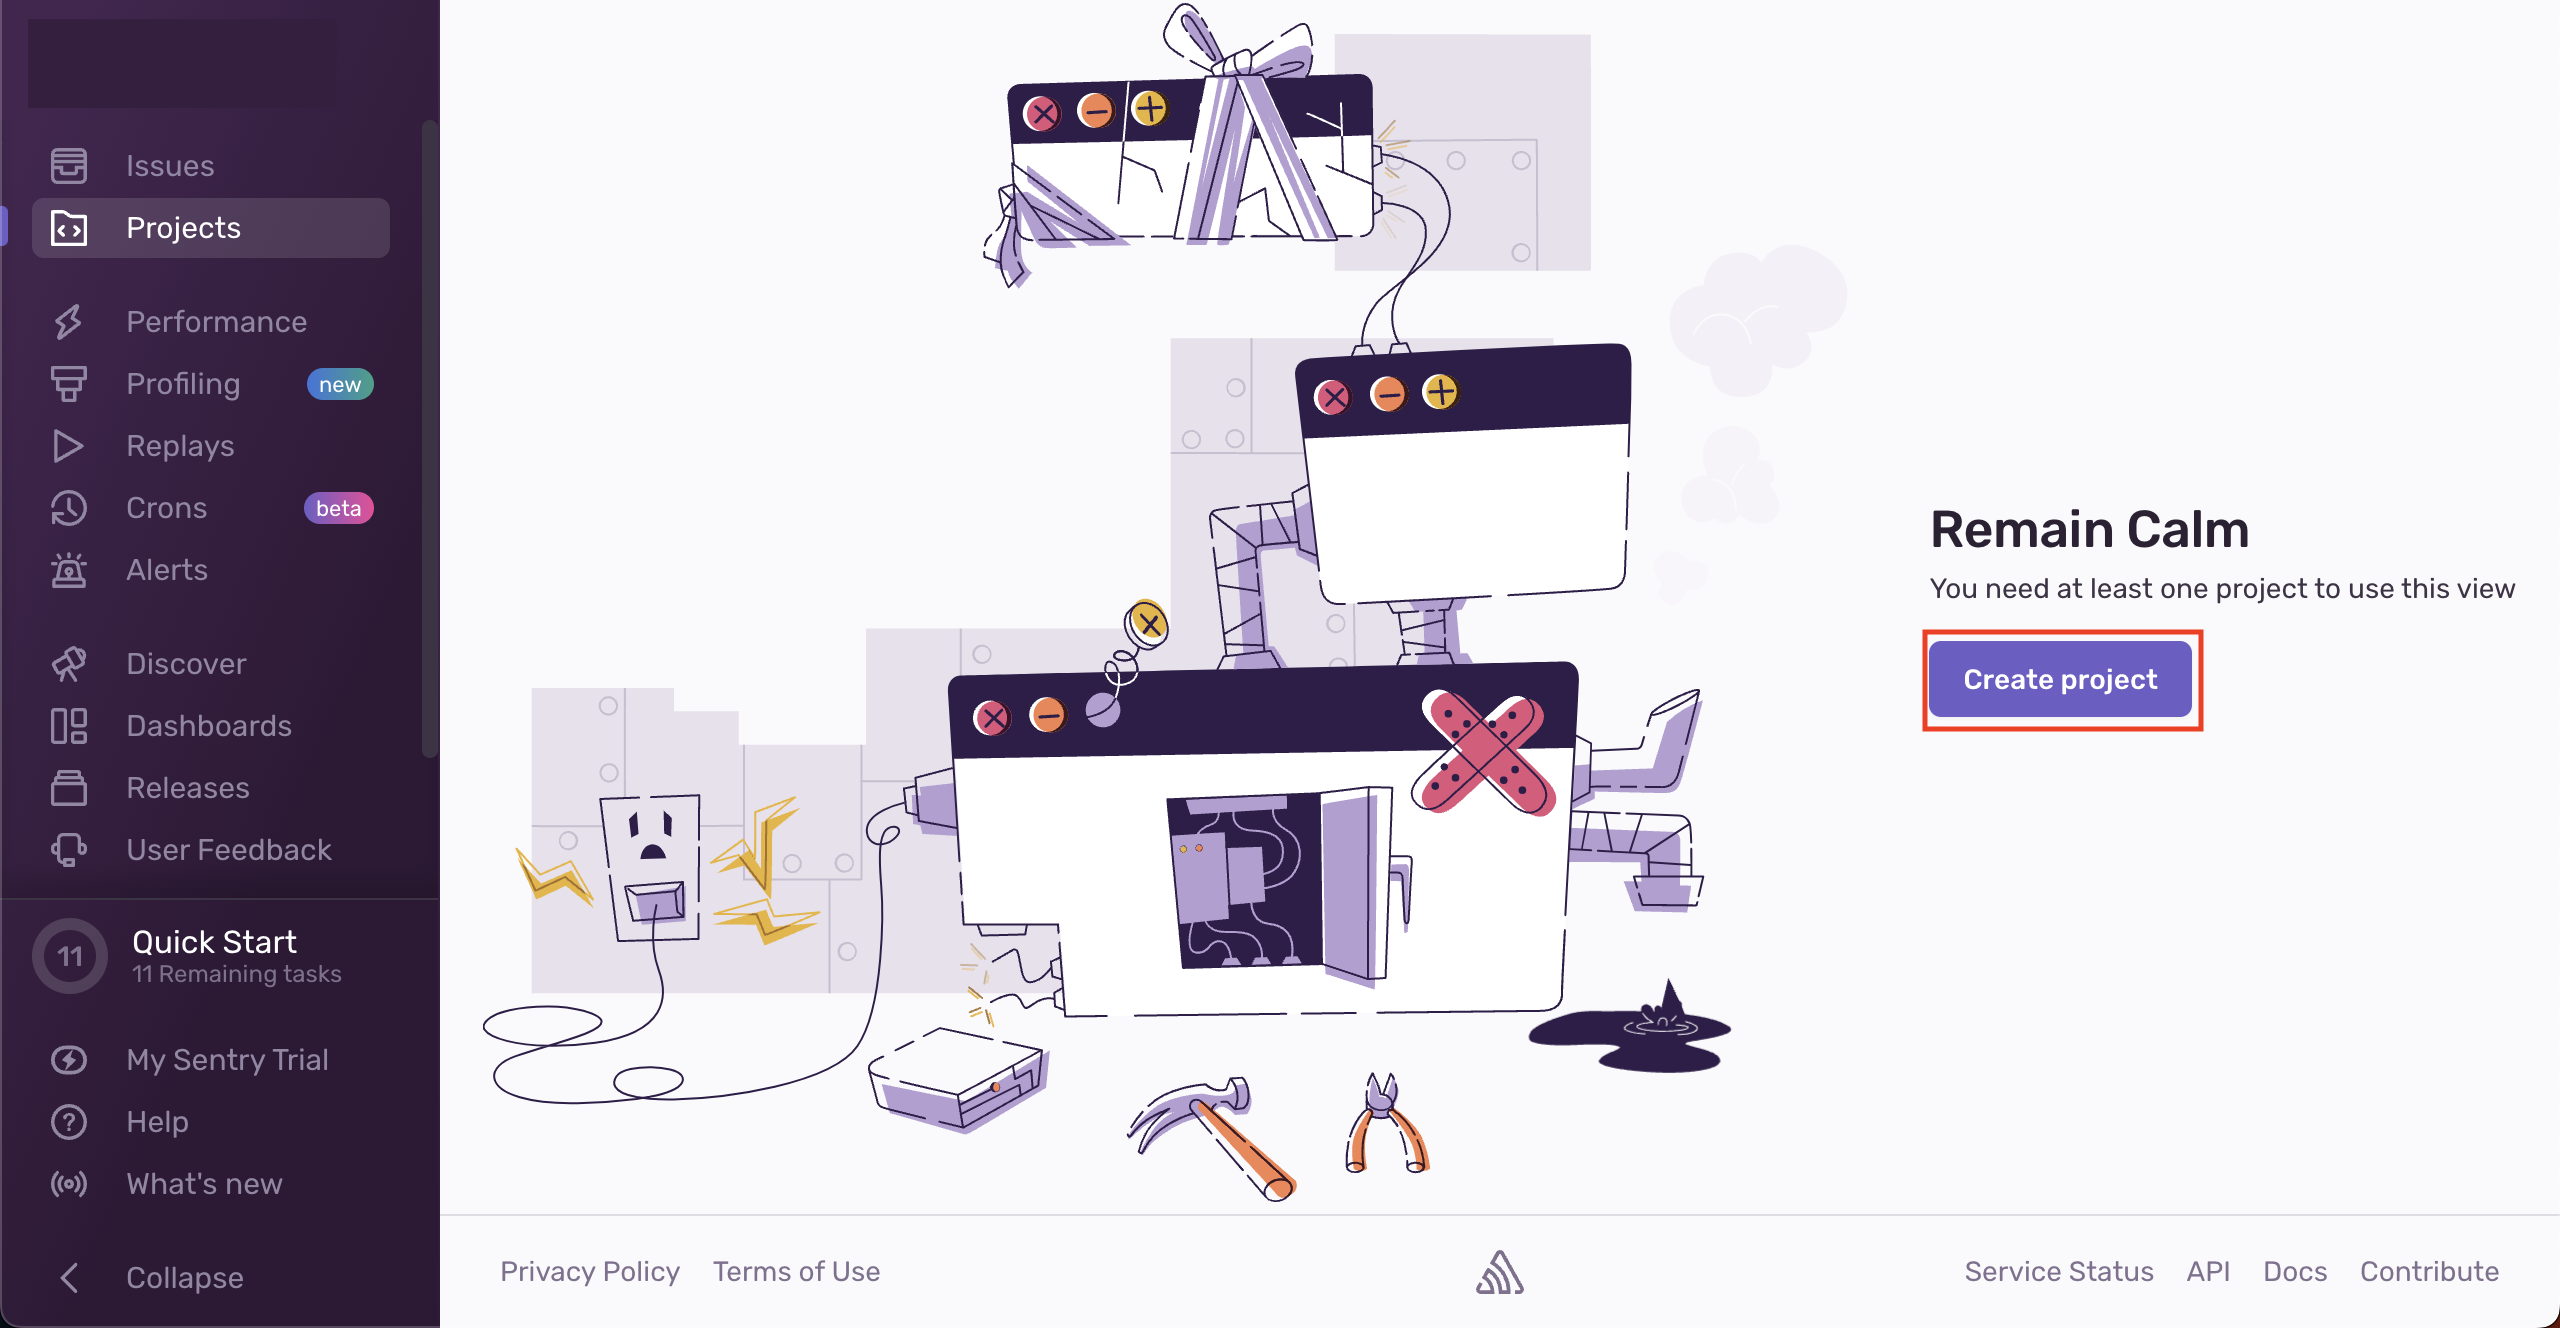 Issues
Projects
Performance
Profiling new
Replays
Crons beta
Alerts
Discover
Dashboards
Releases
User Feedback
11
Quick Start
11 Remaining tasks
My Sentry Trial
Help
What's new
Collapse
Remain Calm
You need at least one project to use this view
Create project
Privacy Policy Terms of Use
Service Status API Docs Contribute